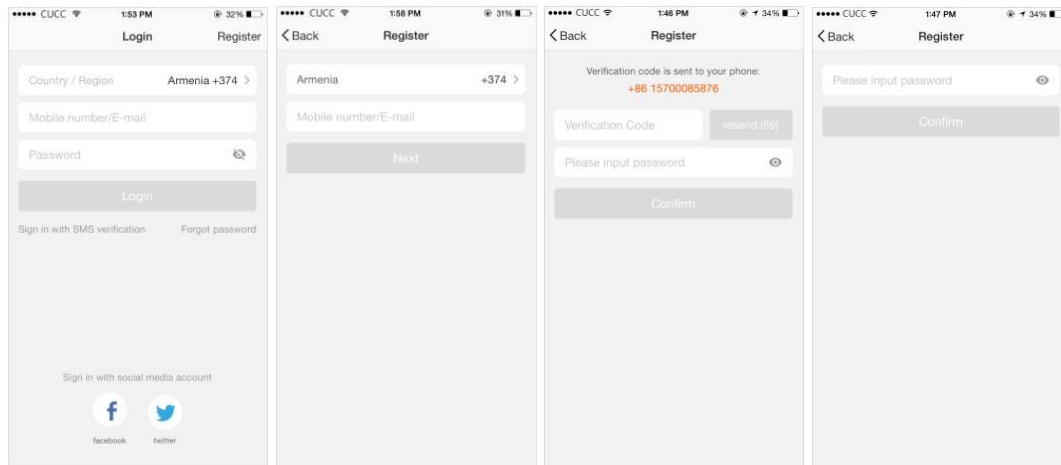 CUCC 1:53 PM 32%
Login Register
Country / Region Armenia +374 >
Mobile number/E-mail
Password
Login
Sign in with SMS verification Forgot password
Sign in with social media account
f
facebook twitter
CUCC 1:58 PM 31%
< Back Register
Armenia +374 >
Mobile number/E-mail
Next
CUCC 1:46 PM 34%
< Back Register
Verification code is sent to your phone:
+86 15700085876
Verification Code resend (59)
Please input password
Confirm
CUCC 1:47 PM 34%
< Back Register
Please input password
Confirm